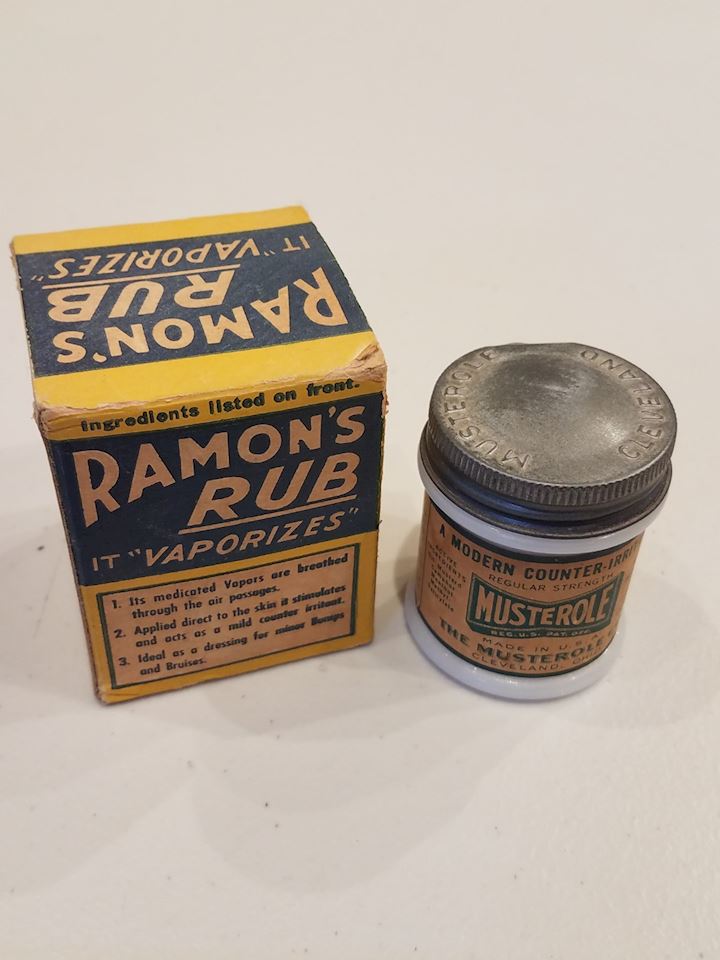 RAMON'S
RUB
IT "VAPORIZES"
Ingredients listed on front.
RAMON'S
RUB
IT "VAPORIZES"
1. Its medicated Vapors are breathed
through the air passages.
2. Applied direct to the skin it stimulates
and acts as a mild counter irritant.
3. Ideal as a dressing for minor Bumps
and Bruises.
MUSTEROLE
CLEVELAND
A MODERN COUNTER-IRRI
REGULAR STRENGTH
ACTIVE
INGREDIENTS
MUSTEROLE
REG. U.S. PAT. OFF.
MADE IN U.S.A.
THE MUSTEROLE
CLEVELAND, OHIO